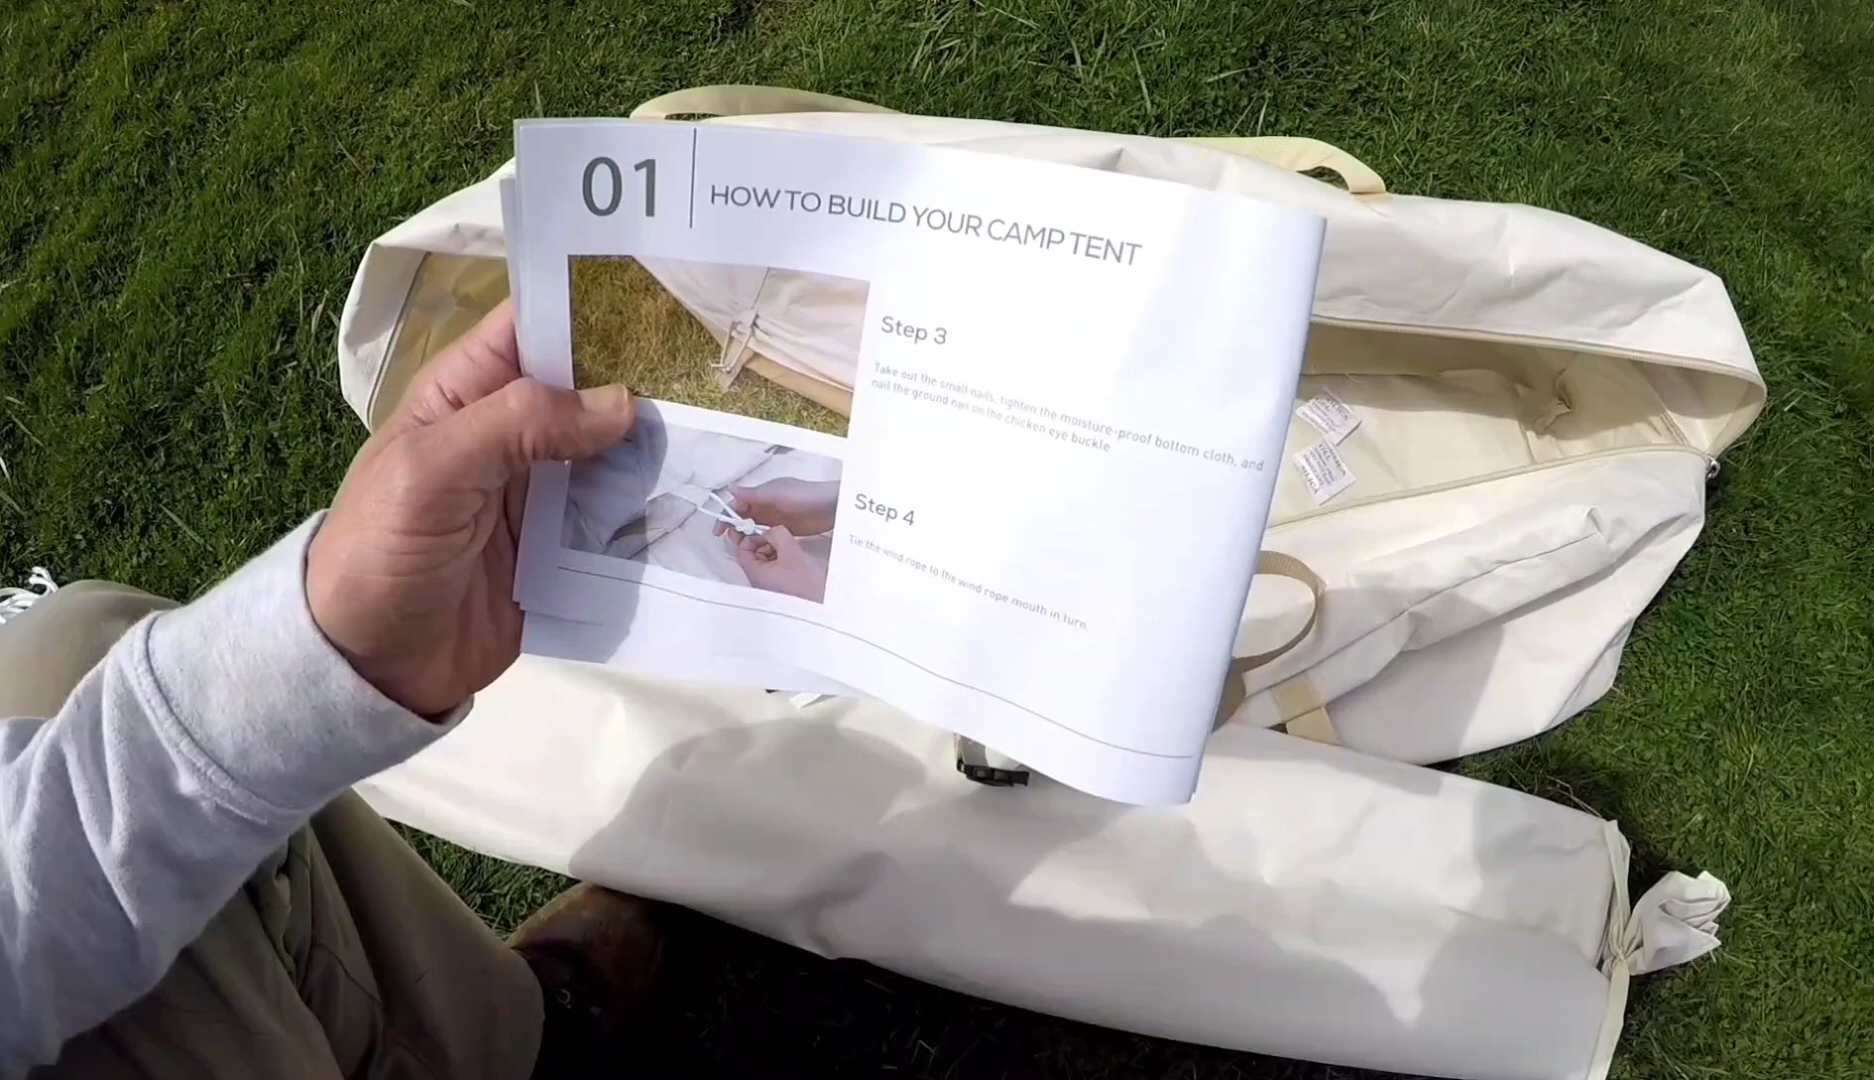 01
HOW TO BUILD YOUR CAMP TENT
Step 3
Take out the small nails, tighten the moisture-proof bottom cloth, and
nail the ground nail on the chicken eye buckle
Step 4
Tie the wind rope to the wind rope mouth in turn.